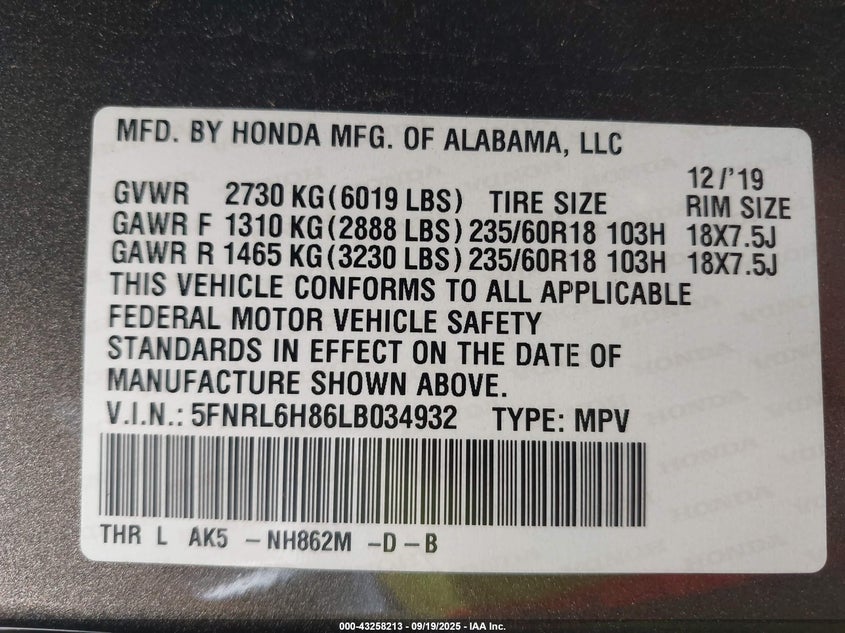 MFD. BY HONDA MFG. OF ALABAMA, LLC
12/'19
GVWR 2730 KG(6019 LBS) TIRE SIZE RIM SIZE
GAWR F 1310 KG(2888 LBS) 235/60R18 103H 18X7.5J
GAWR R 1465 KG(3230 LBS) 235/60R18 103H 18X7.5J
THIS VEHICLE CONFORMS TO ALL APPLICABLE
FEDERAL MOTOR VEHICLE SAFETY
STANDARDS IN EFFECT ON THE DATE OF
MANUFACTURE SHOWN ABOVE.
V.I.N.: 5FNRL6H86LB034932 TYPE: MPV
THR L AK5 -NH862M -D-B
000-43258213 - 09/19/2025 - IAA Inc.